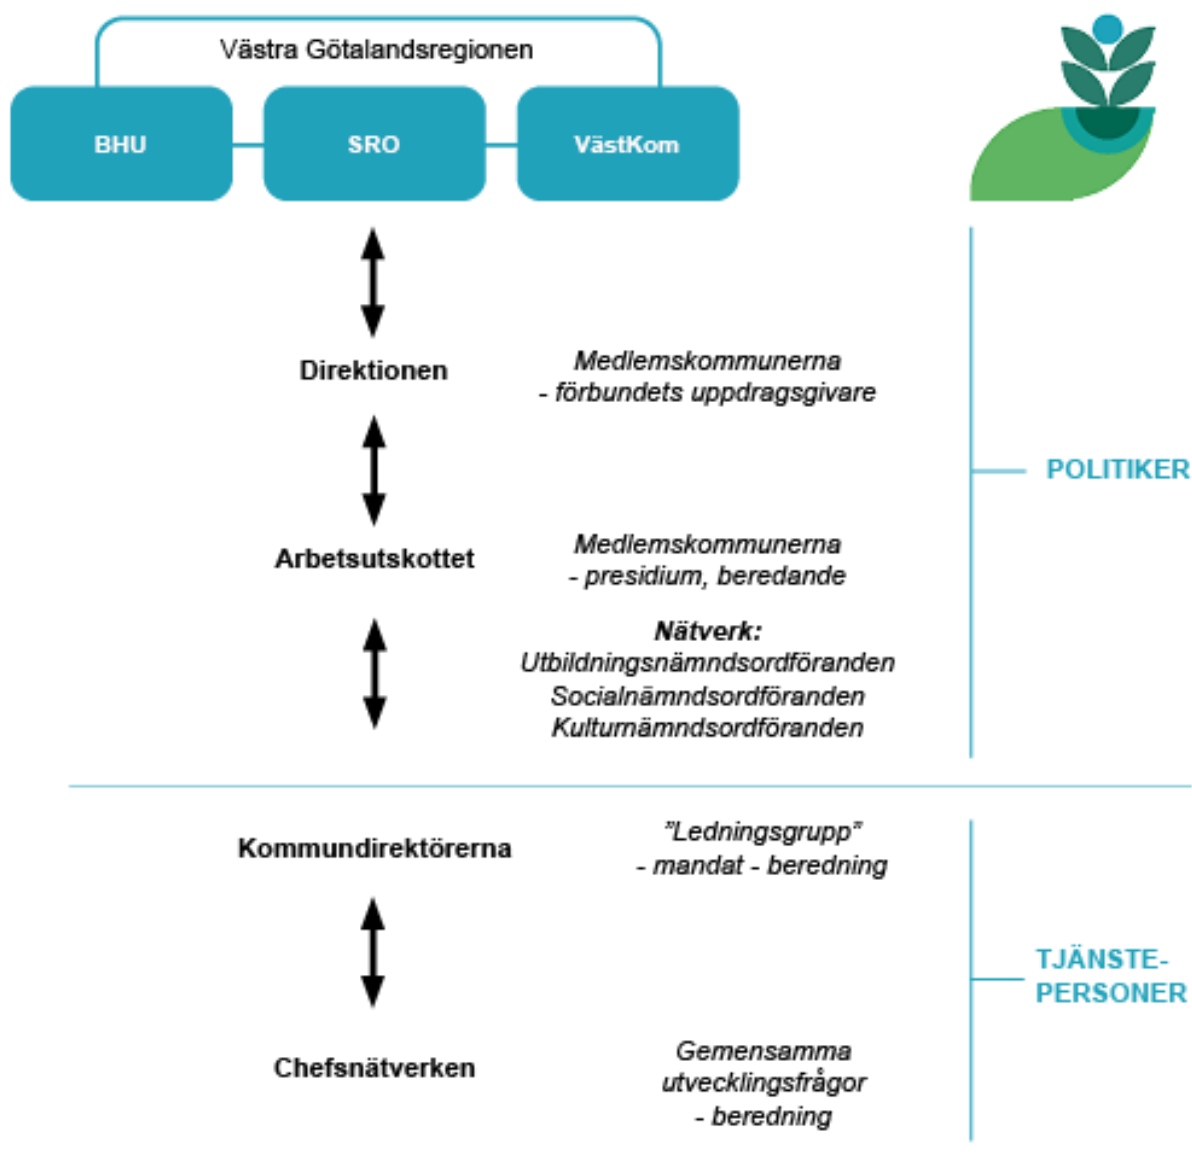 Västra Götalandsregionen
BHU
SRO
VästKom
Direktionen
Medlemskommunerna
- förbundets uppdragsgivare
POLITIKER
Arbetsutskottet
Medlemskommunerna
- presidium, beredande
Nätverk:
Utbildningsnämndsordföranden
Socialnämndsordföranden
Kulturnämndsordföranden
Kommundirektörerna
”Ledningsgrupp”
- mandat - beredning
TJÄNSTE-
PERSONER
Chefsnätverken
Gemensamma
utvecklingsfrågor
- beredning